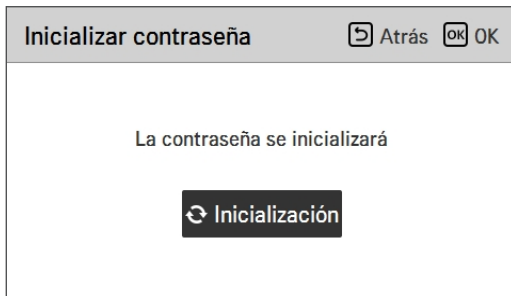 Inicializar contraseña Atrás OK OK
La contraseña se inicializará
Inicialización